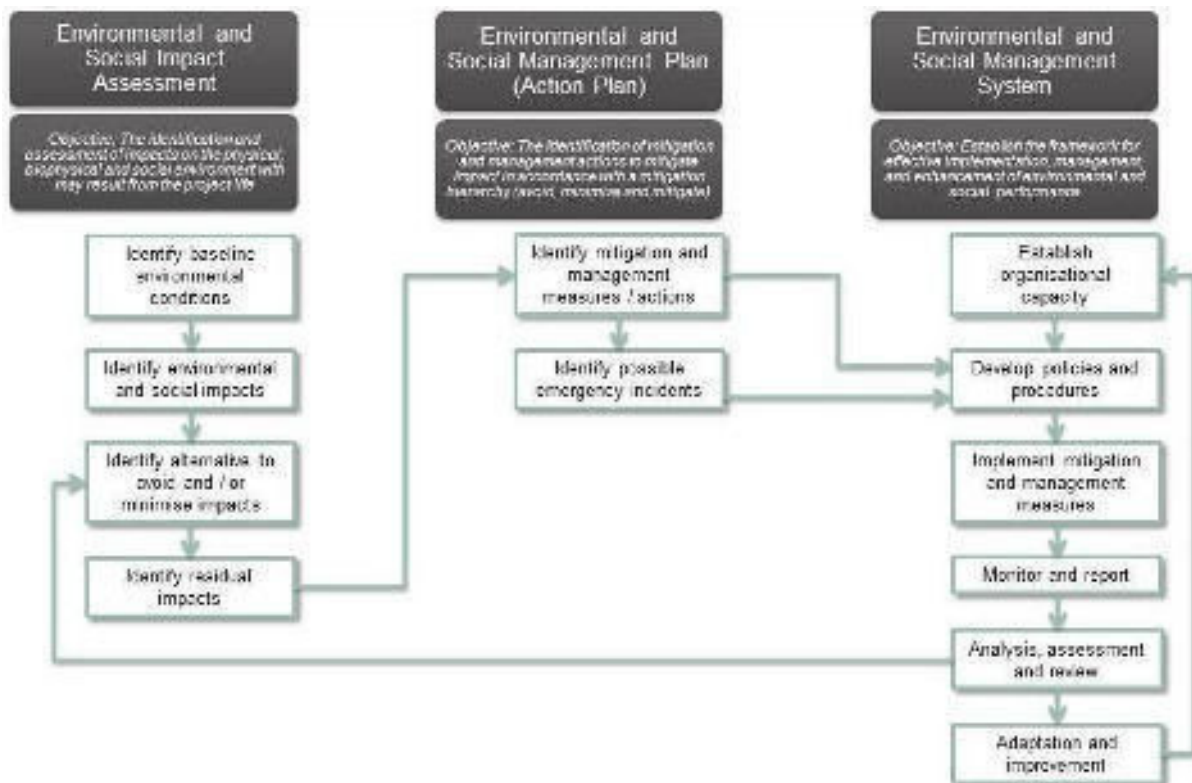 Environmental and
Social Impact
Assessment
Objective: The identification and
assessment of impacts on the physical,
biophysical and social environment with
may result from the project life
Identify baseline
environmental
conditions
Identify environmental
and social impacts
Identify alternative to
avoid and / or
minimise impacts
Identify residual
impacts
Environmental and
Social Management Plan
(Action Plan)
Objective: The identification of mitigation
and management actions to mitigate
impact in accordance with a mitigation
hierarchy (avoid, minimise and mitigate)
Identify mitigation and
management
measures / actions
Identify possible
emergency incidents
Environmental and
Social Management
System
Objective: Establish the framework for
effective implementation, management,
and enhancement of environmental and
social performance
Establish
organisational
capacity
Develop policies and
procedures
Implement mitigation
and management
measures
Monitor and report
Analysis, assessment
and review
Adaptation and
improvement